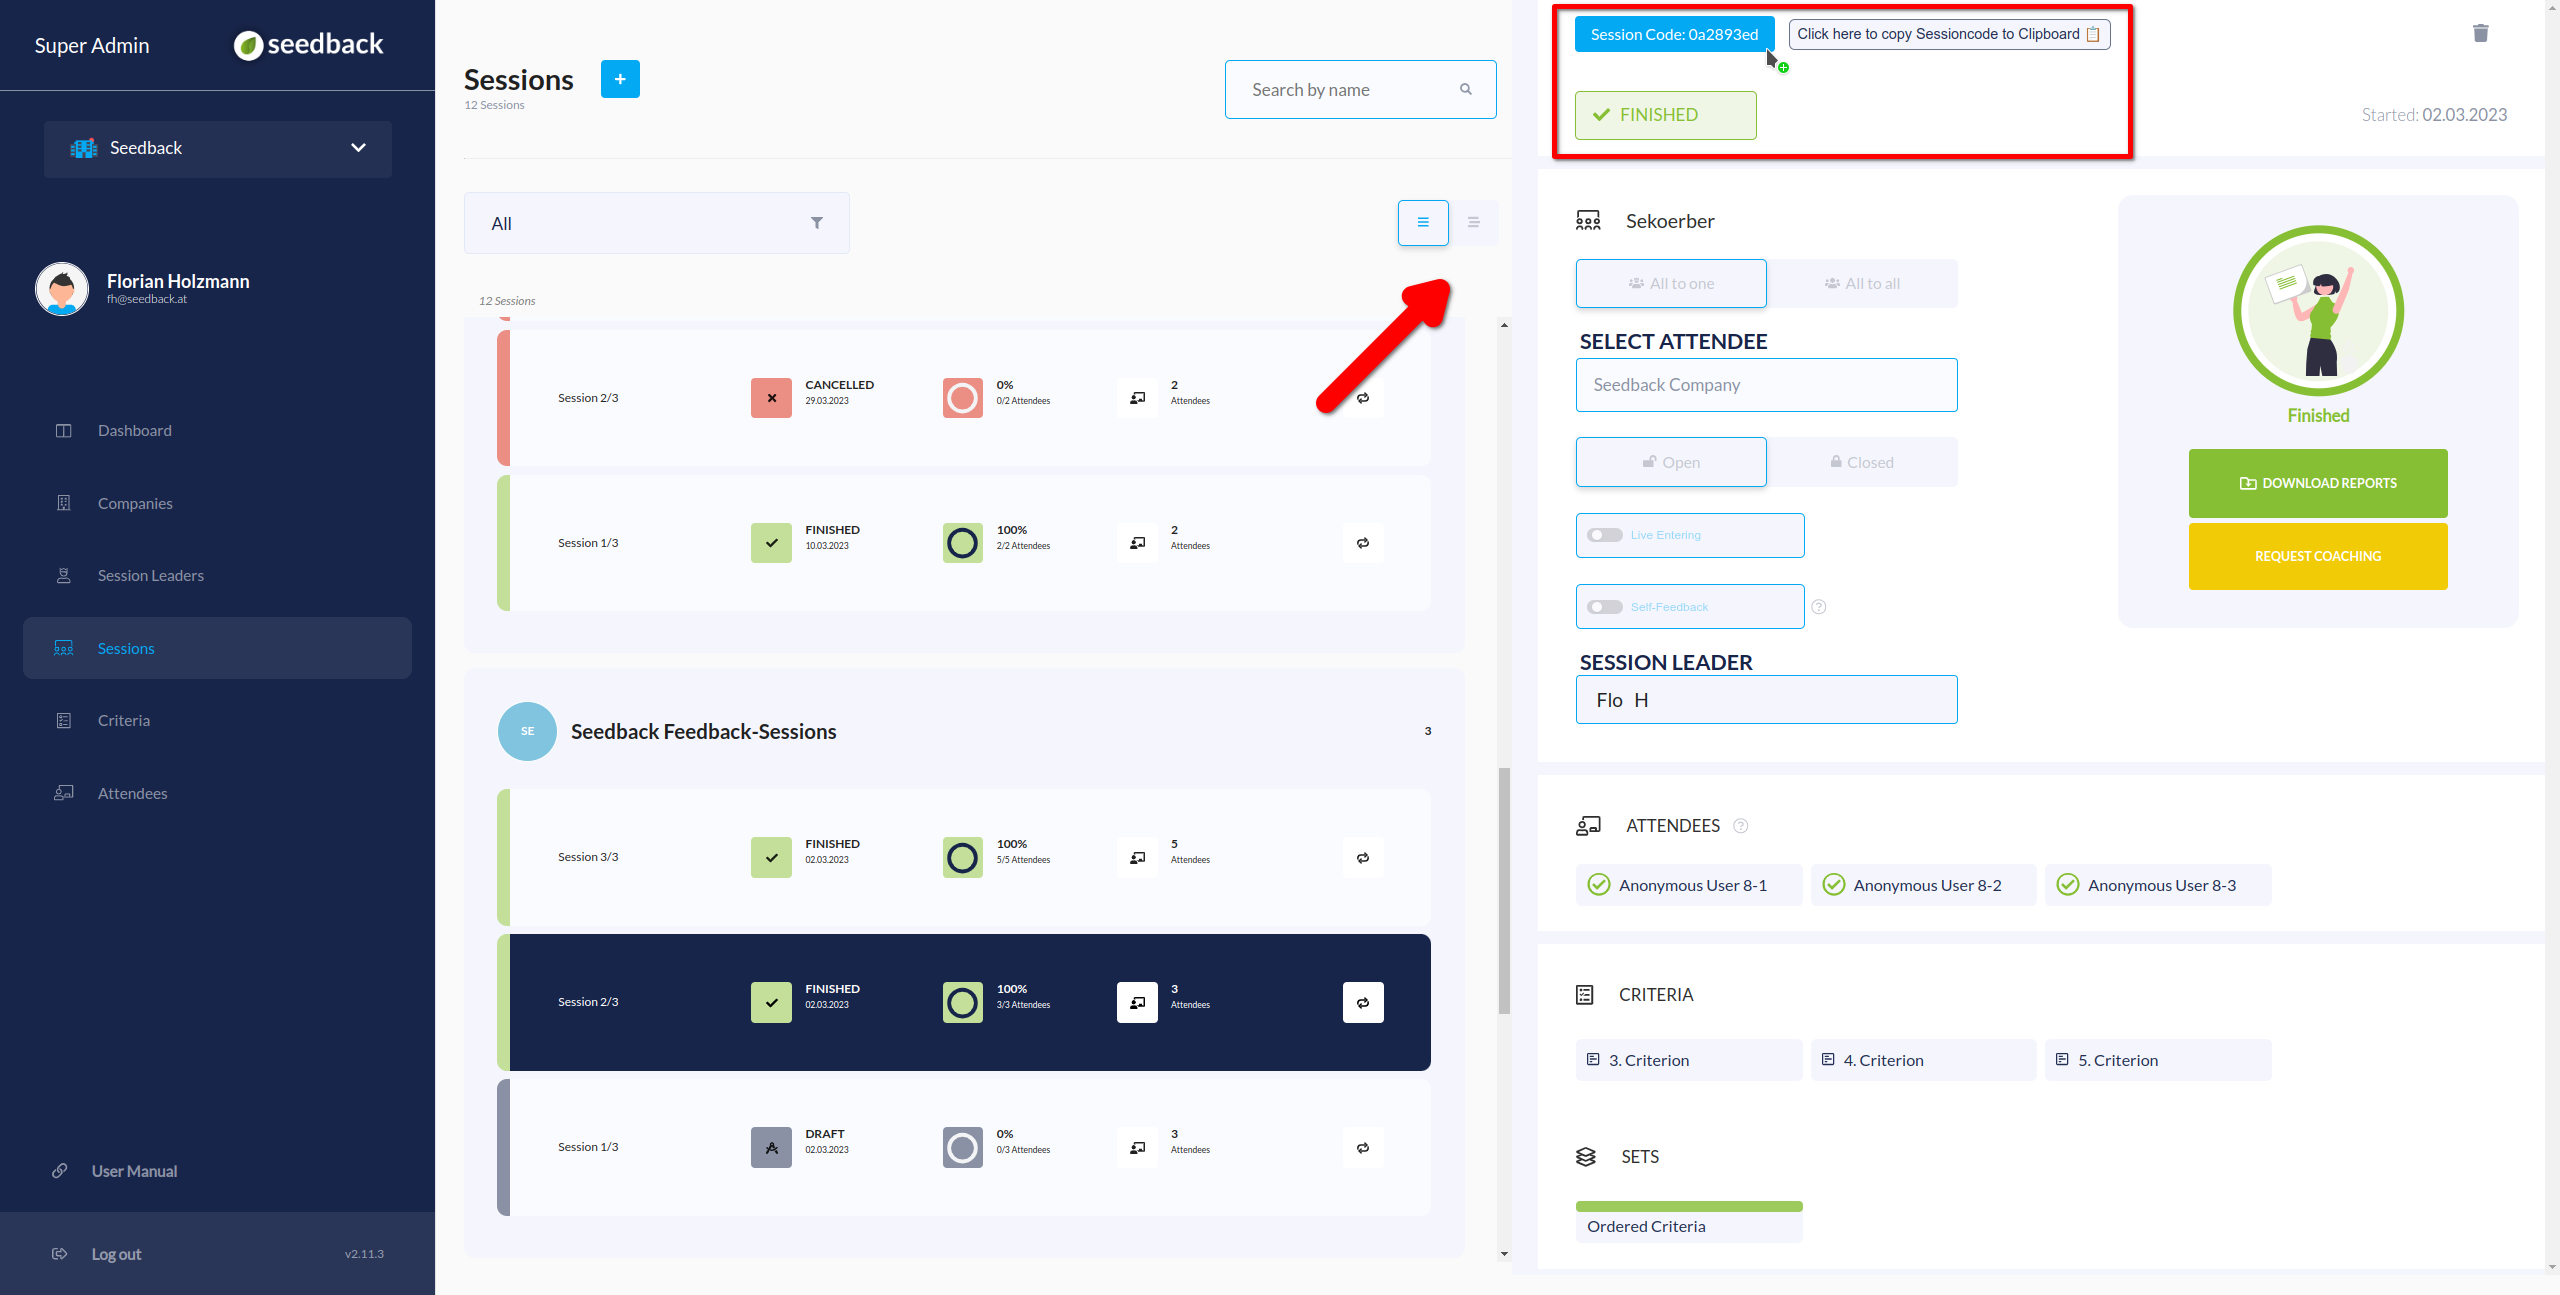 Super Admin
seedback
Seedback
Florian Holzmann
fh@seedback.at
Dashboard
Companies
Session Leaders
Sessions
Criteria
Attendees
User Manual
Log out
v2.11.3
Sessions
+
12 Sessions
Search by name
All
12 Sessions
Session 2/3
CANCELLED
29.03.2023
0%
0/2 Attendees
2
Attendees
Session 1/3
FINISHED
10.03.2023
100%
2/2 Attendees
2
Attendees
SE
Seedback Feedback-Sessions
3
Session 3/3
FINISHED
02.03.2023
100%
5/5 Attendees
5
Attendees
Session 2/3
FINISHED
02.03.2023
100%
3/3 Attendees
3
Attendees
Session 1/3
DRAFT
02.03.2023
0%
0/3 Attendees
3
Attendees
Session Code: 0a2893ed
Click here to copy Sessioncode to Clipboard
FINISHED
Started: 02.03.2023
Sekoerber
All to one
All to all
SELECT ATTENDEE
Seedback Company
Open
Closed
Live Entering
Self-Feedback
?
SESSION LEADER
Flo H
Finished
DOWNLOAD REPORTS
REQUEST COACHING
ATTENDEES
?
Anonymous User 8-1
Anonymous User 8-2
Anonymous User 8-3
CRITERIA
3. Criterion
4. Criterion
5. Criterion
SETS
Ordered Criteria